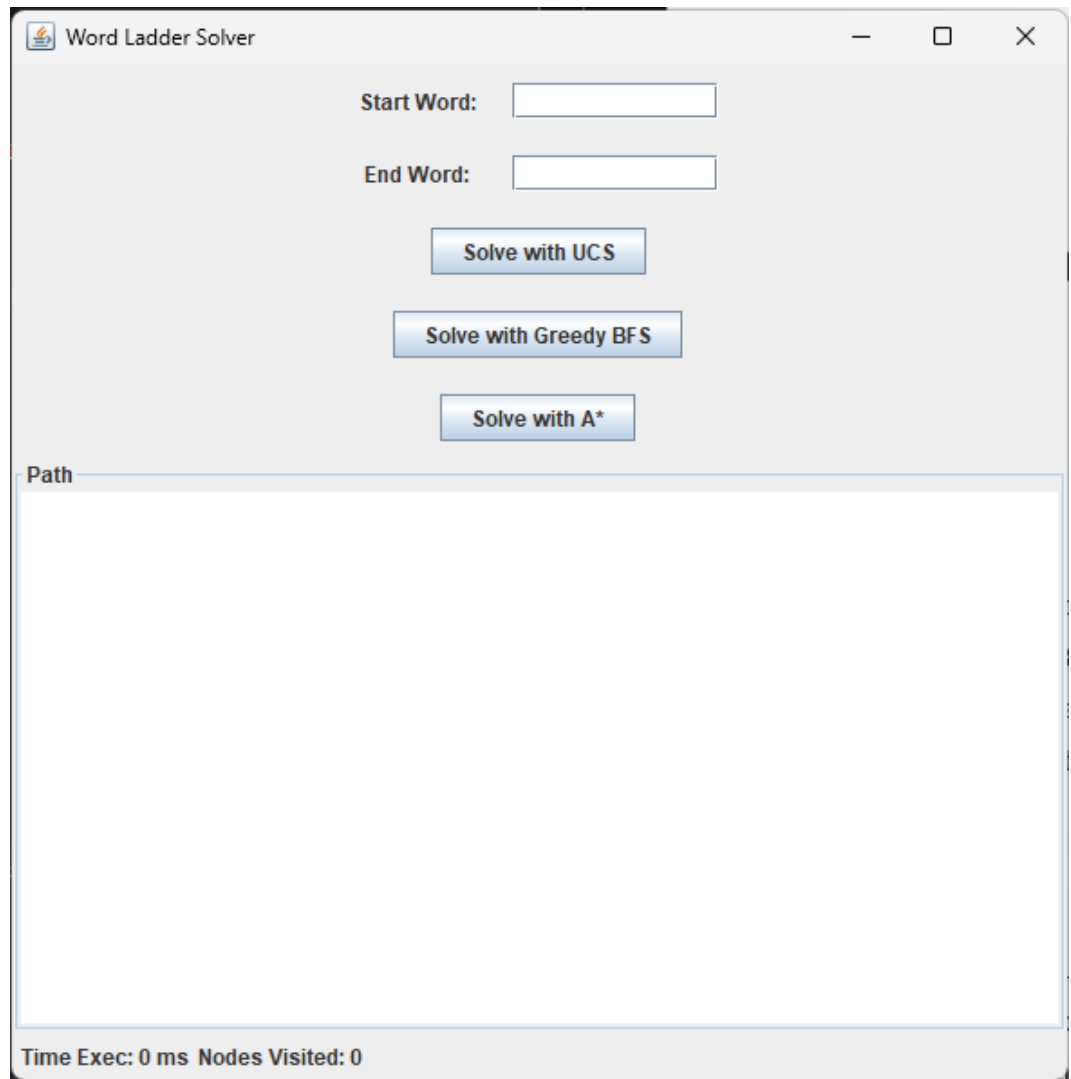 Word Ladder Solver
Start Word:
End Word:
Solve with UCS
Solve with Greedy BFS
Solve with A*
Path
Time Exec: 0 ms Nodes Visited: 0